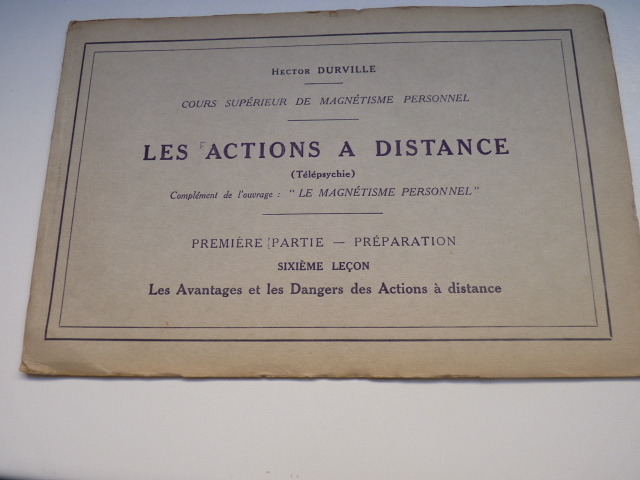 Hector DURVILLE
COURS SUPÉRIEUR DE MAGNÉTISME PERSONNEL
LES ACTIONS A DISTANCE
(Télépsychie)
Complément de l'ouvrage : " LE MAGNÉTISME PERSONNEL"
PREMIÈRE PARTIE — PRÉPARATION
SIXIÈME LEÇON
Les Avantages et les Dangers des Actions à distance